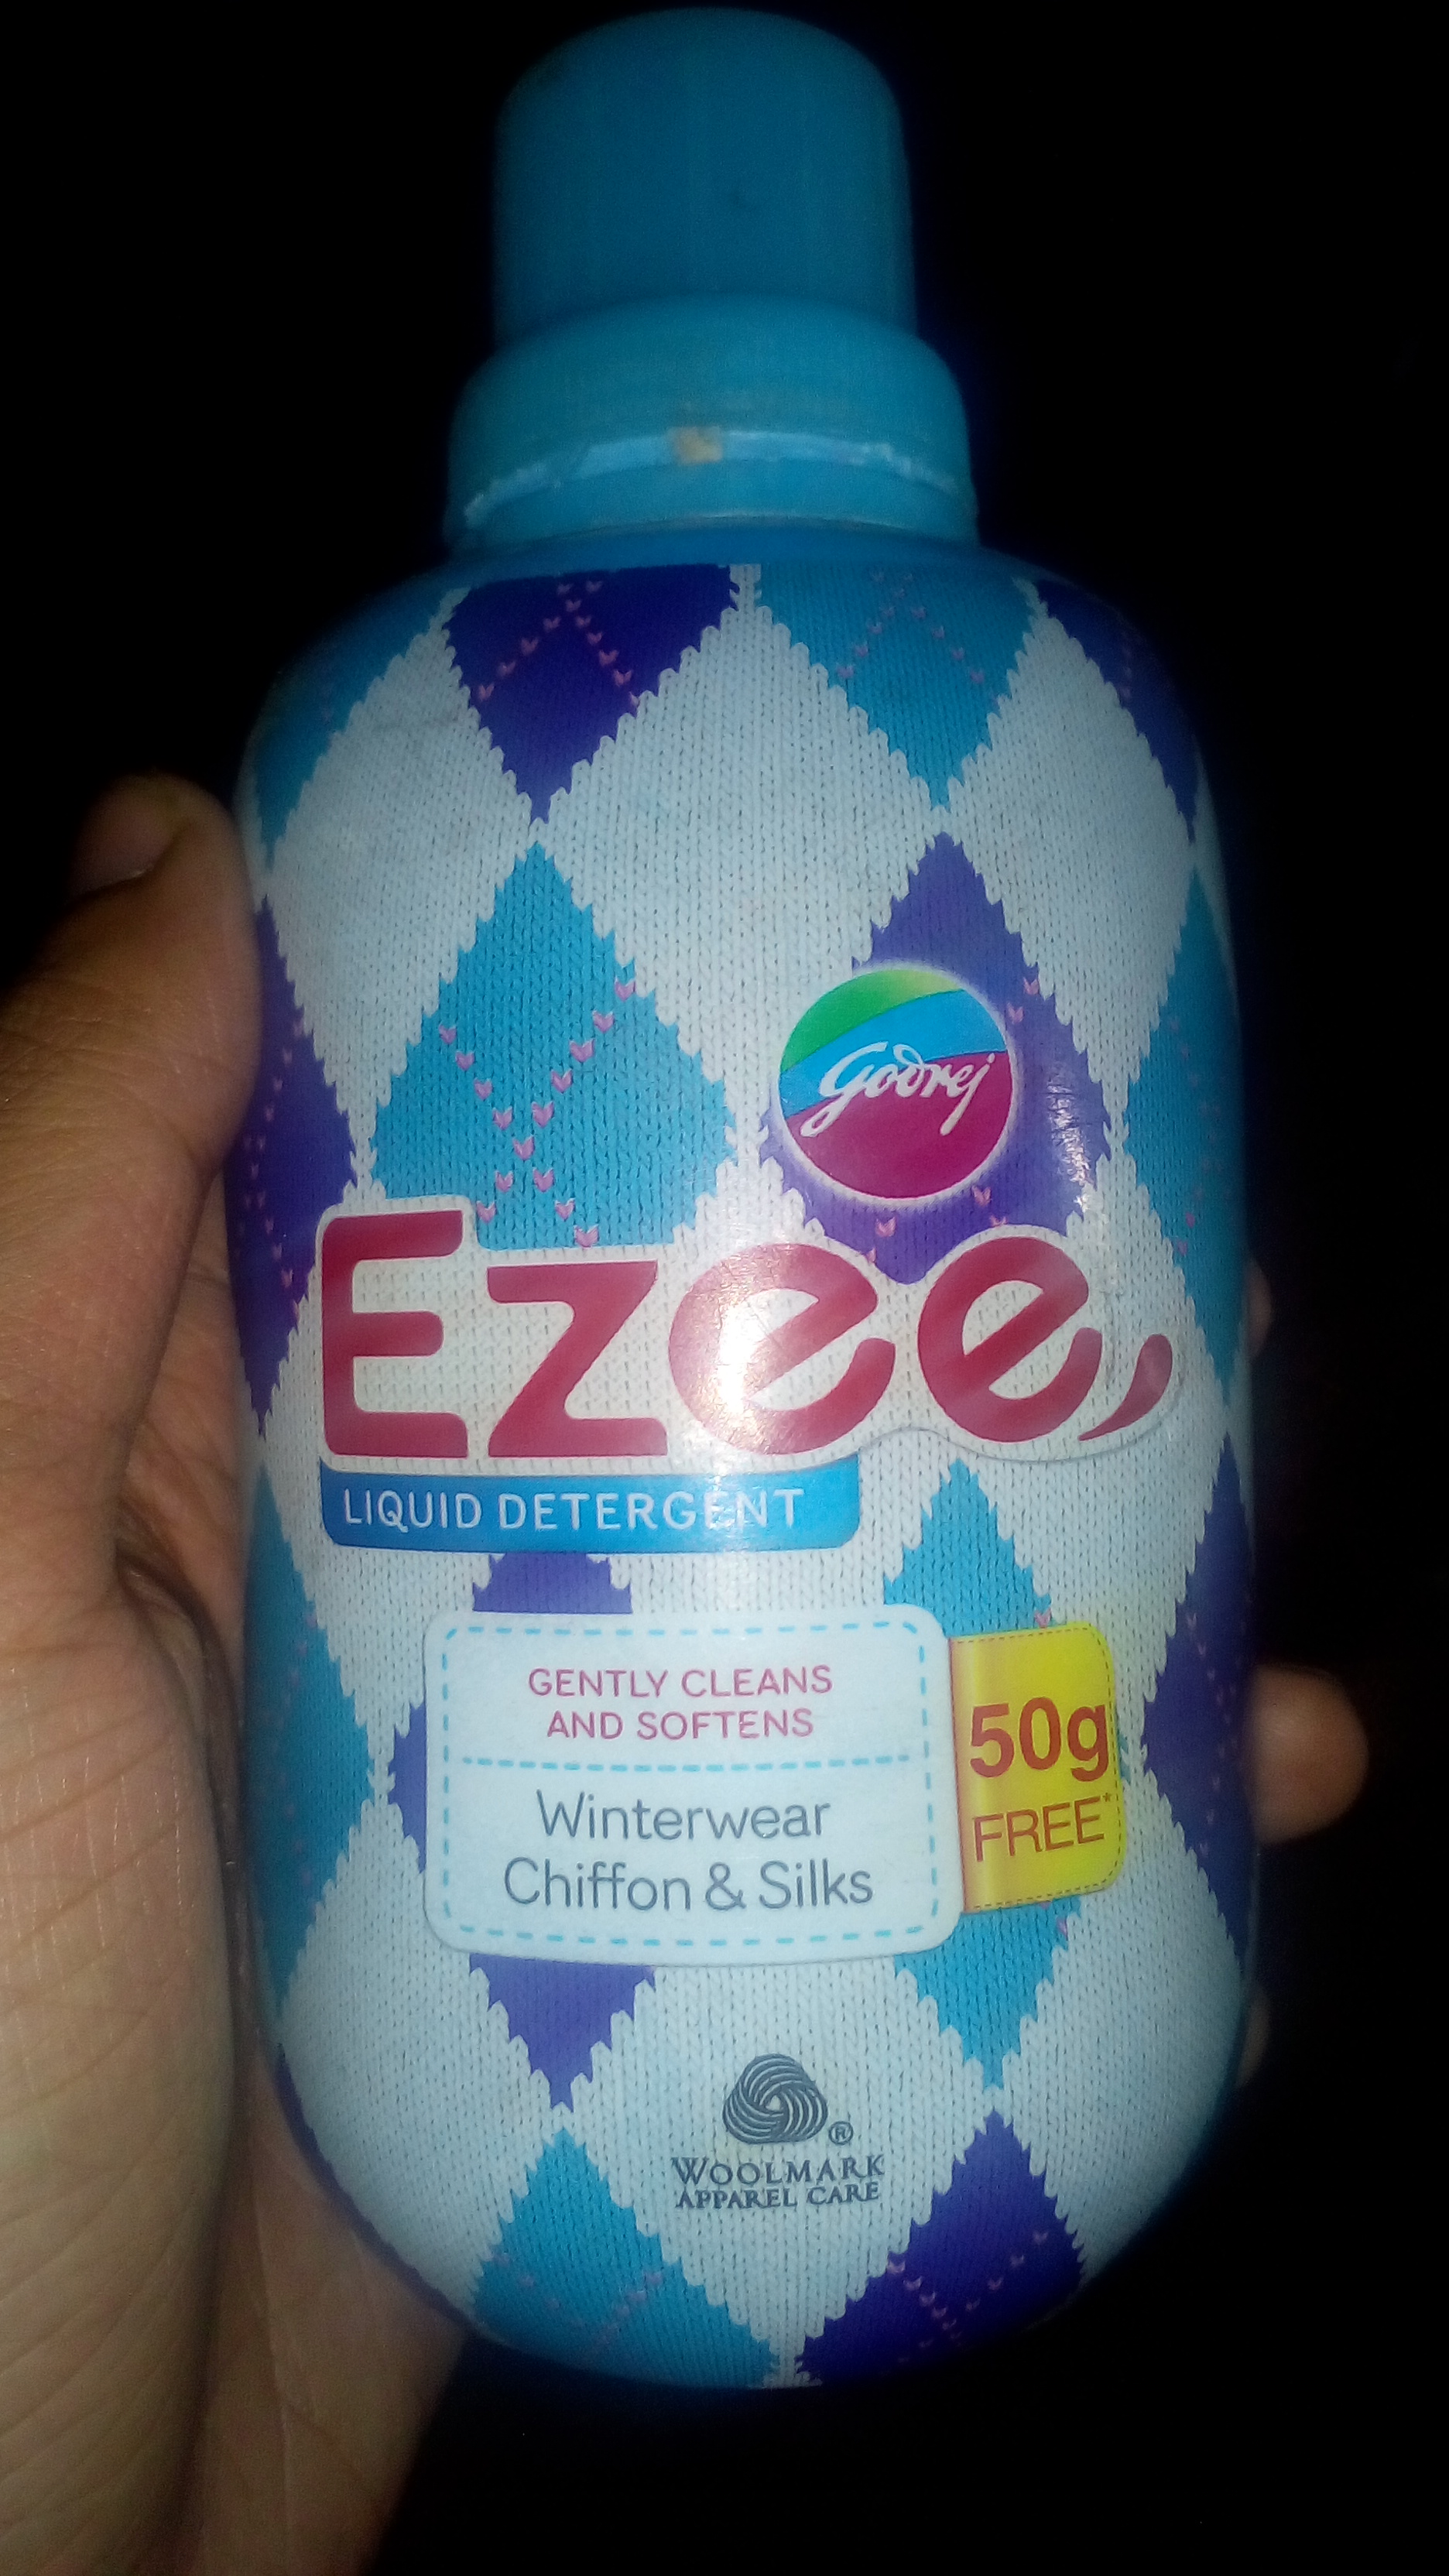 Godrej
Ezee
LIQUID DETERGENT
GENTLY CLEANS
AND SOFTENS
Winterwear
Chiffon & Silks
50g
FREE*
®
WOOLMARK
APPAREL CARE